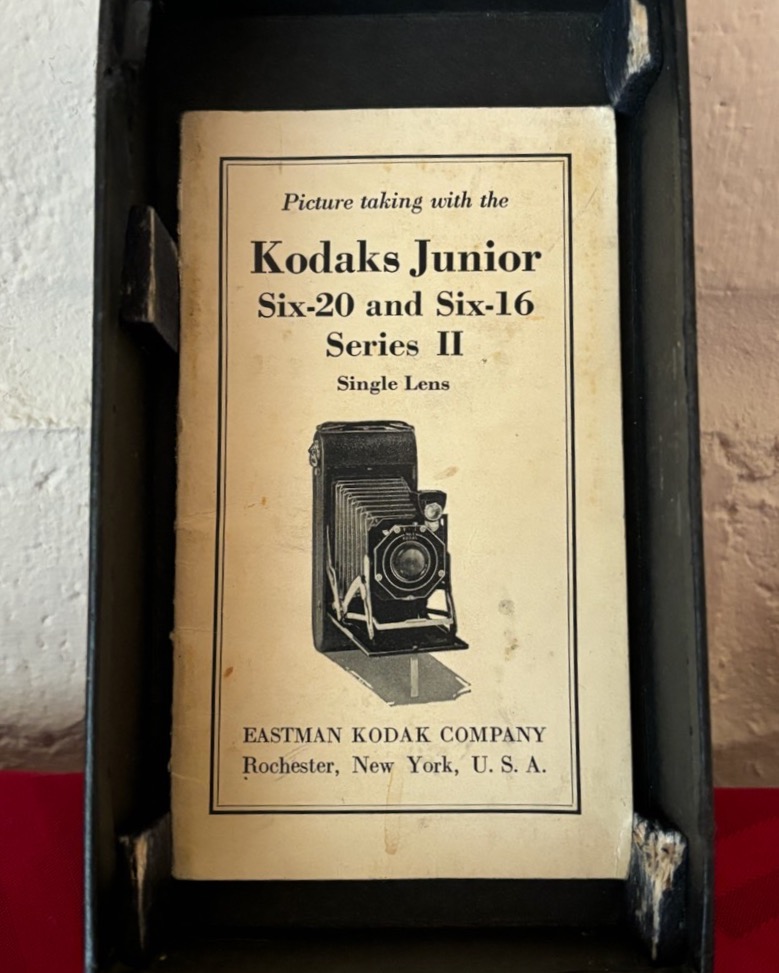 Picture taking with the
Kodaks Junior
Six-20 and Six-16
Series II
Single Lens
EASTMAN KODAK COMPANY
Rochester, New York, U. S. A.